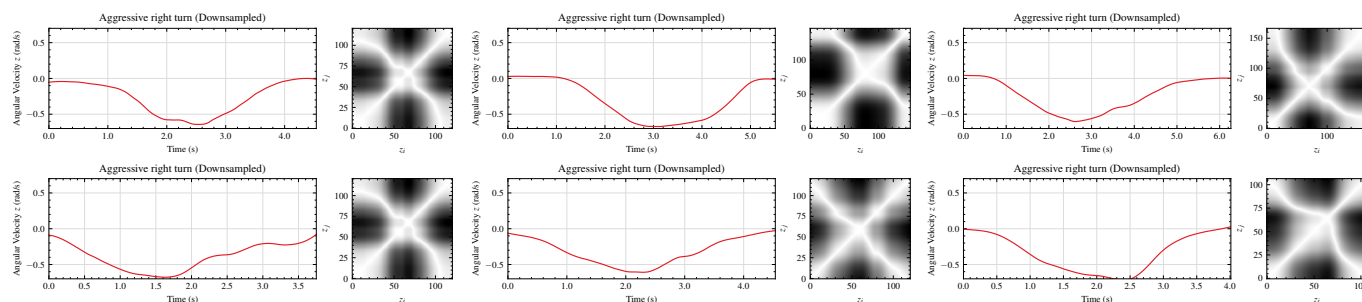 Aggressive right turn (Downsampled)
Angular Velocity z (rad/s)
0.5
0.0
−0.5
0.0 1.0 2.0 3.0 4.0
Time (s)
z_j
100
75
50
25
0
50 100
Aggressive right turn (Downsampled)
Angular Velocity z (rad/s)
0.5
0.0
−0.5
0.0 1.0 2.0 3.0 4.0 5.0
Time (s)
z_j
100
50
0
0 50 100
z_i
Aggressive right turn (Downsampled)
Angular Velocity z (rad/s)
0.5
0.0
−0.5
0.0 1.0 2.0 3.0 4.0 5.0 6.0
Time (s)
z_j
150
100
50
0
100
z_i
Aggressive right turn (Downsampled)
Angular Velocity z (rad/s)
0.5
0.0
−0.5
0.0 0.5 1.0 1.5 2.0 2.5 3.0 3.5
Time (s)
z_j
100
75
50
25
0
50 100
z_i
Aggressive right turn (Downsampled)
Angular Velocity z (rad/s)
0.5
0.0
−0.5
0.0 1.0 2.0 3.0 4.0
Time (s)
z_j
100
50
0
0 50 100
z_i
Aggressive right turn (Downsampled)
Angular Velocity z (rad/s)
0.5
0.0
−0.5
0.0 0.5 1.0 1.5 2.0 2.5 3.0 3.5 4.0
Time (s)
z_j
100
50
0
0 50 100
z_i